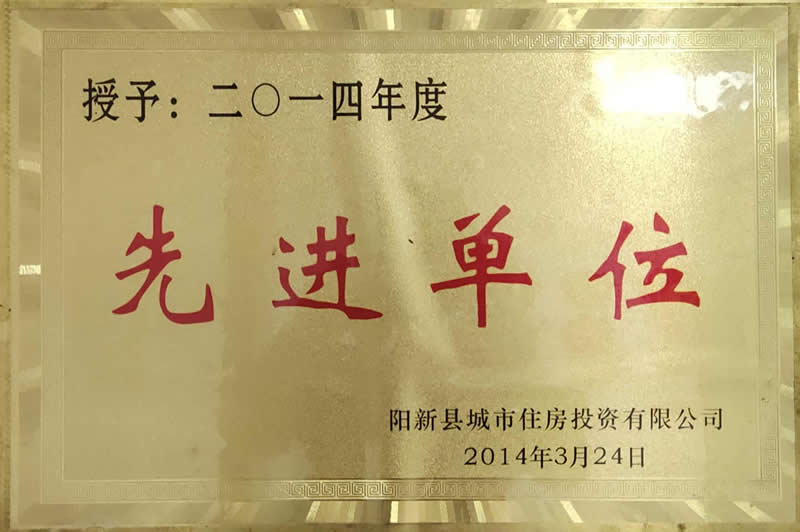 授予：二〇一四年度
先进单位
阳新县城市住房投资有限公司
2014年3月24日